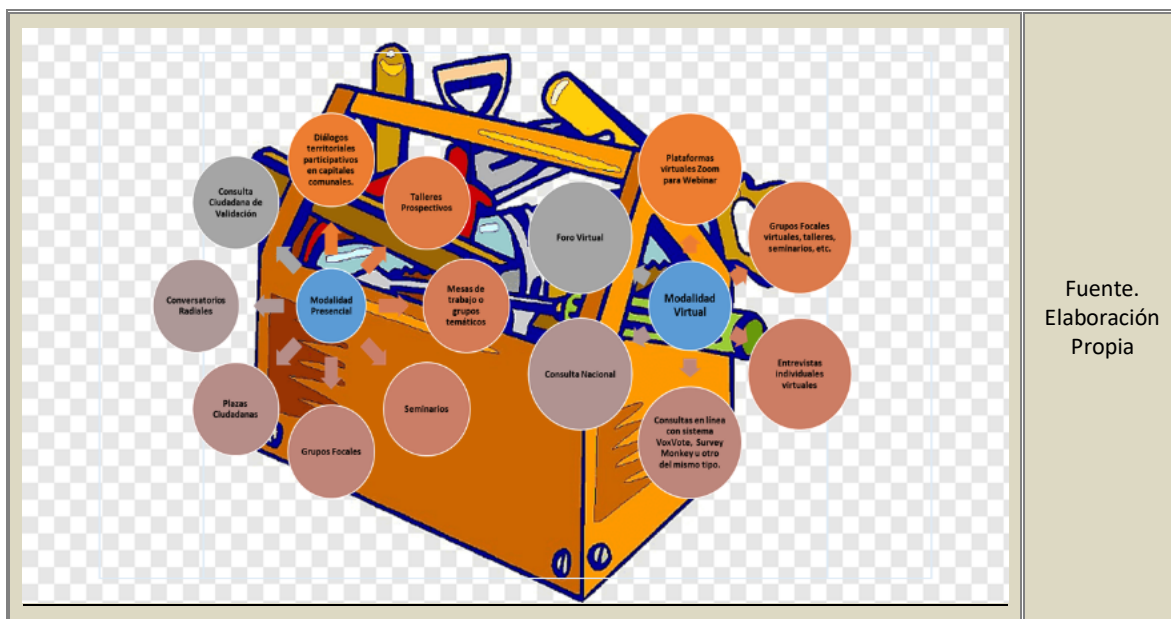 Diálogos
territoriales
participativos
en capitales
comunales.
Talleres
Prospectivos
Mesas de
trabajo o
grupos
temáticos
Seminarios
Grupos Focales
Plazas
Ciudadanas
Conversatorios
Radiales
Consulta
Ciudadana de
Validación
Modalidad
Presencial
Plataformas
virtuales Zoom
para Webinar
Grupos Focales
virtuales, talleres,
seminarios, etc.
Entrevistas
individuales
virtuales
Consultas en línea
con sistema
VoxVote, Survey
Monkey u otro
del mismo tipo.
Consulta Nacional
Foro Virtual
Modalidad
Virtual
Fuente.
Elaboración
Propia